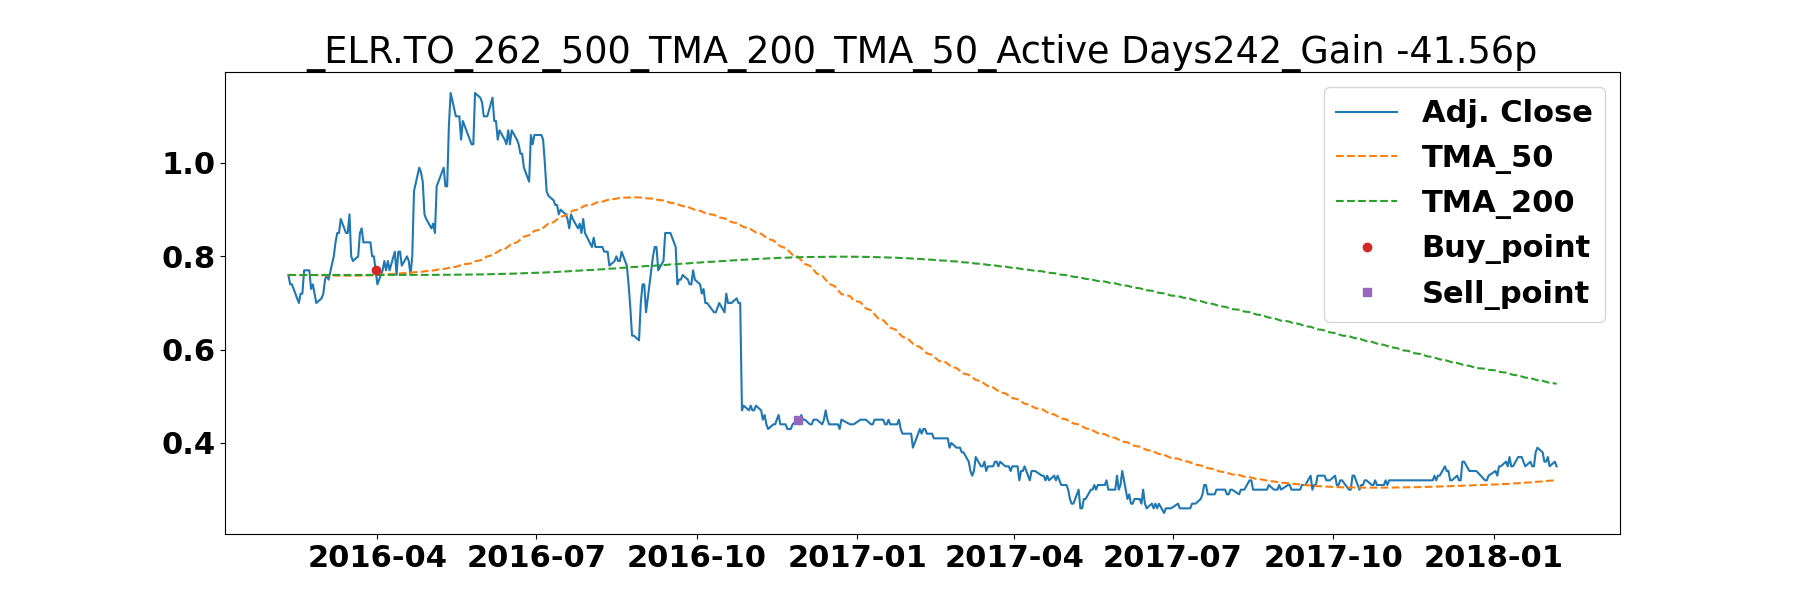 _ELR.TO_262_500_TMA_200_TMA_50_Active Days242_Gain -41.56p
Adj. Close
TMA_50
TMA_200
Buy_point
Sell_point
1.0
0.8
0.6
0.4
2016-04 2016-07 2016-10 2017-01 2017-04 2017-07 2017-10 2018-01